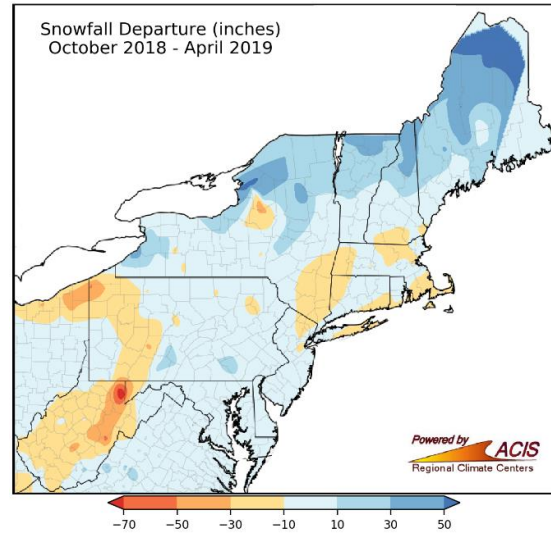 Snowfall Departure (inches)
October 2018 - April 2019
Powered by
ACIS
Regional Climate Centers
−70 −50 −30 −10 10 30 50